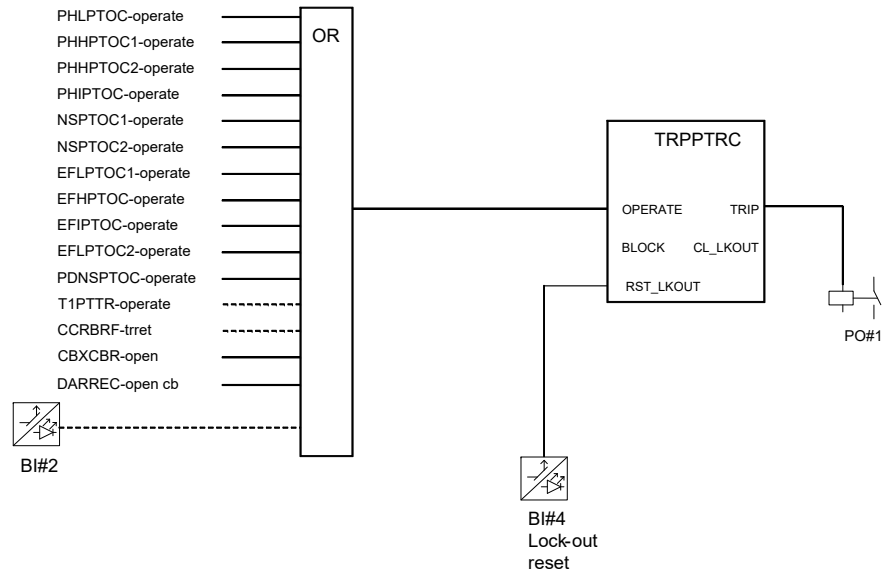 PHLPTOC-operate
PHHPTOC1-operate
PHHPTOC2-operate
PHIPTOC-operate
NSPTOC1-operate
NSPTOC2-operate
EFLPTOC1-operate
EFHPTOC-operate
EFIPTOC-operate
EFLPTOC2-operate
PDNSPTOC-operate
T1PTTR-operate
CCRBRF-trret
CBXCBR-open
DARREC-open cb
BI#2
OR
TRPPTRC
OPERATE TRIP
BLOCK CL_LKOUT
RST_LKOUT
PO#1
BI#4
Lock-out
reset